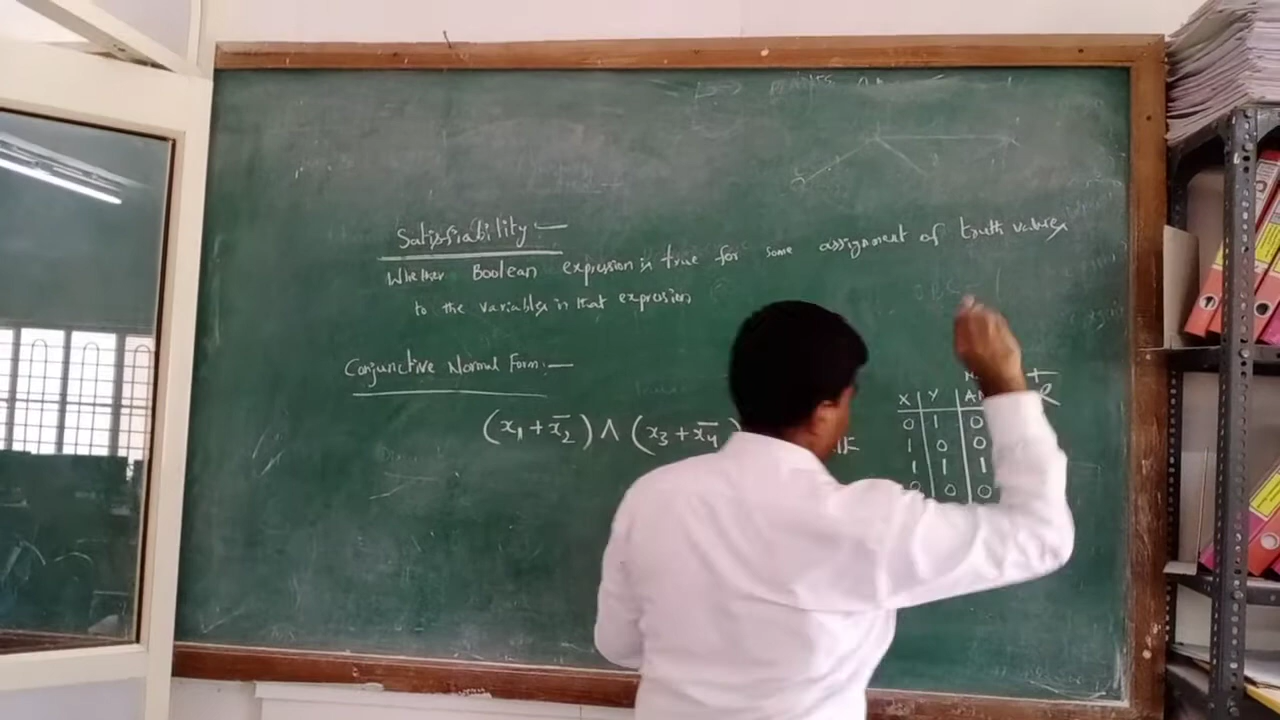 Satisfiability :-
Whether Boolean expression is true for some assignment of truth values
to the variables in that expression
Conjunctive Normal Form:-
(x₁ + x̅₂) ∧ (x₃ + x̅₄)
X Y
0 1 0
1 0 0
1 1 1
0 0 0